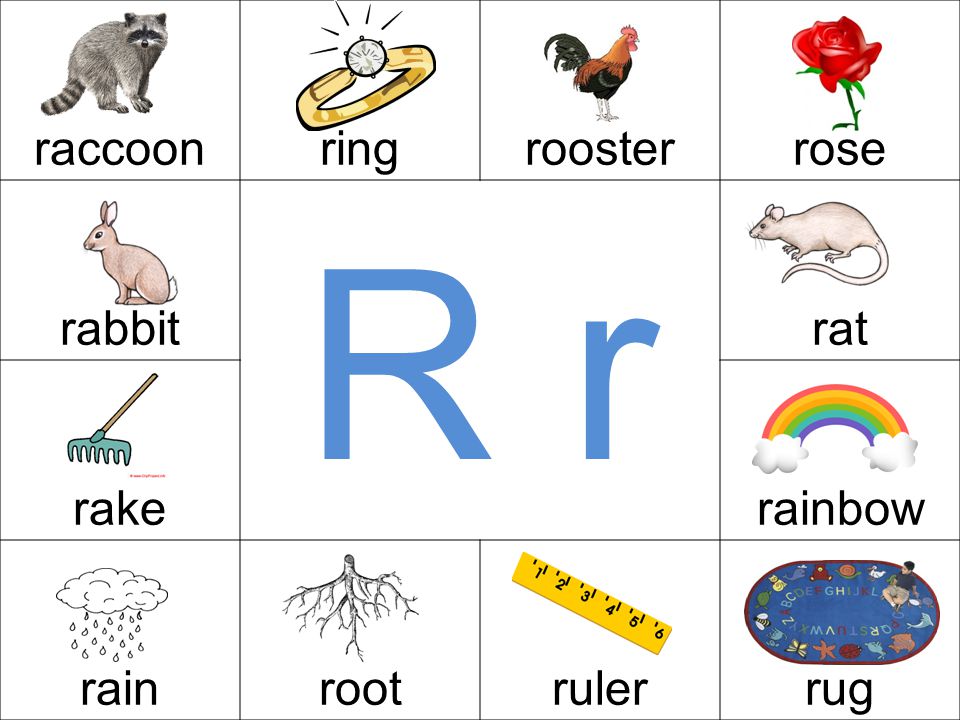 raccoon ring rooster rose
rabbit R r rat
rake rainbow
1 2 3 4 5 6
ABCDEFGHIJKL
QRSTUVWXYZ
rain root ruler rug